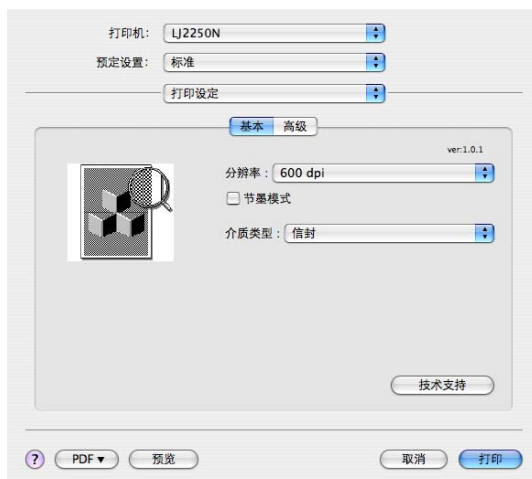 打印机: LJ2250N
预定设置: 标准
打印设定
基本 高级
ver:1.0.1
分辨率: 600 dpi
节墨模式
介质类型: 信封
技术支持
? PDF▼ 预览 取消 打印